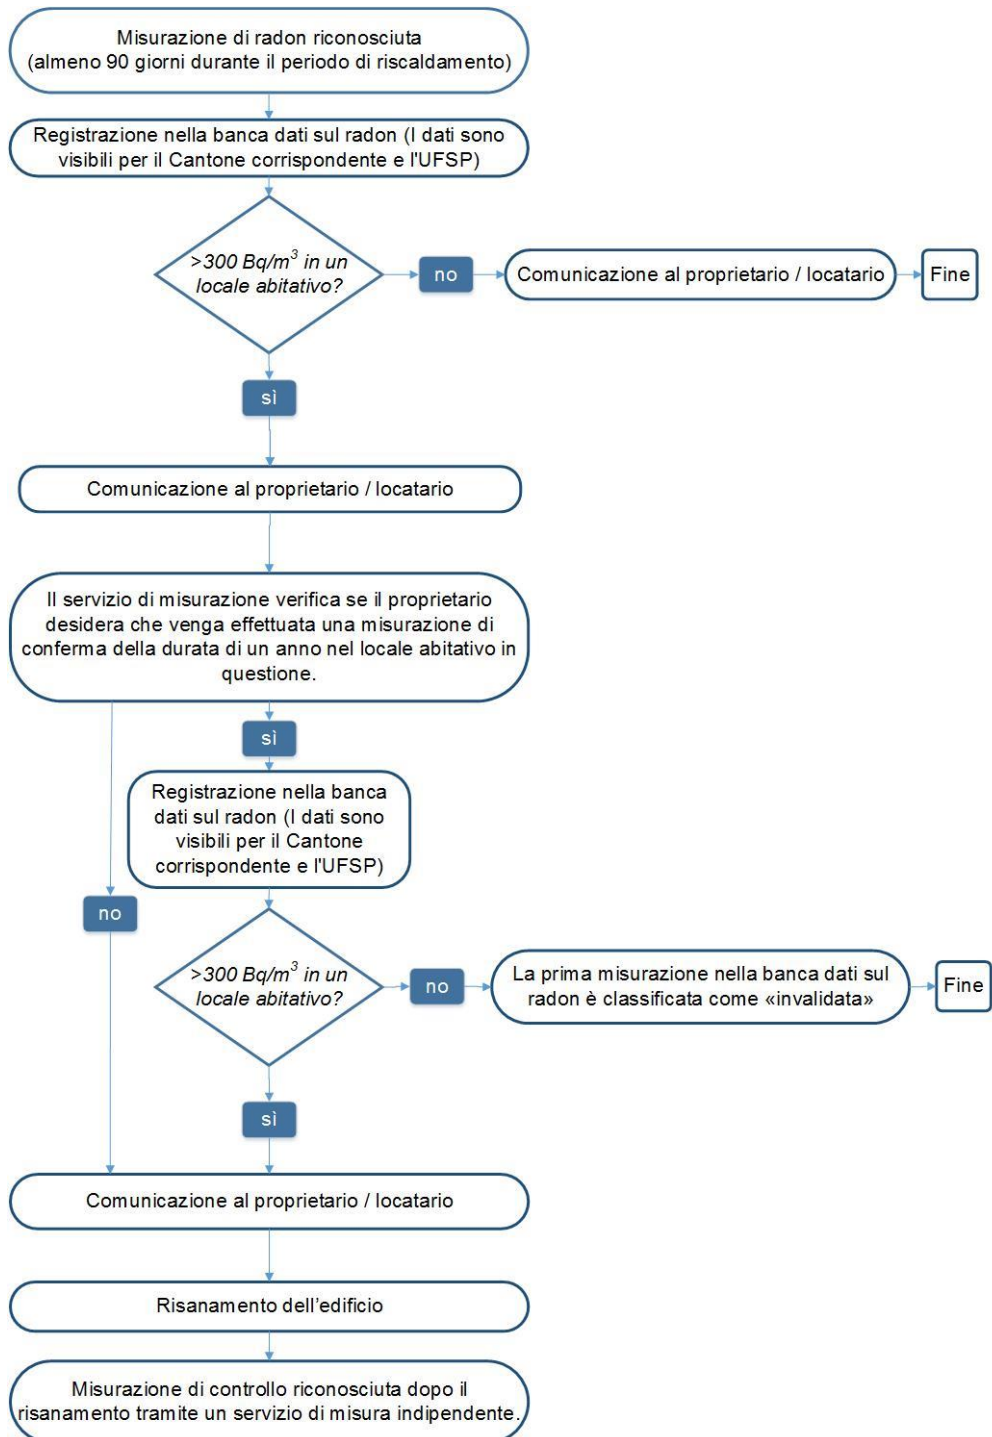 Misurazione di radon riconosciuta
(almeno 90 giorni durante il periodo di riscaldamento)
Registrazione nella banca dati sul radon (I dati sono
visibili per il Cantone corrispondente e l'UFSP)
>300 Bq/m³ in un
locale abitativo?
no
Comunicazione al proprietario / locatario
Fine
sì
Comunicazione al proprietario / locatario
Il servizio di misurazione verifica se il proprietario
desidera che venga effettuata una misurazione di
conferma della durata di un anno nel locale abitativo in
questione.
sì
Registrazione nella banca
dati sul radon (I dati sono
visibili per il Cantone
corrispondente e l'UFSP)
no
>300 Bq/m³ in un
locale abitativo?
no
La prima misurazione nella banca dati sul
radon è classificata come «invalidata»
Fine
sì
Comunicazione al proprietario / locatario
Risanamento dell’edificio
Misurazione di controllo riconosciuta dopo il
risanamento tramite un servizio di misura indipendente.